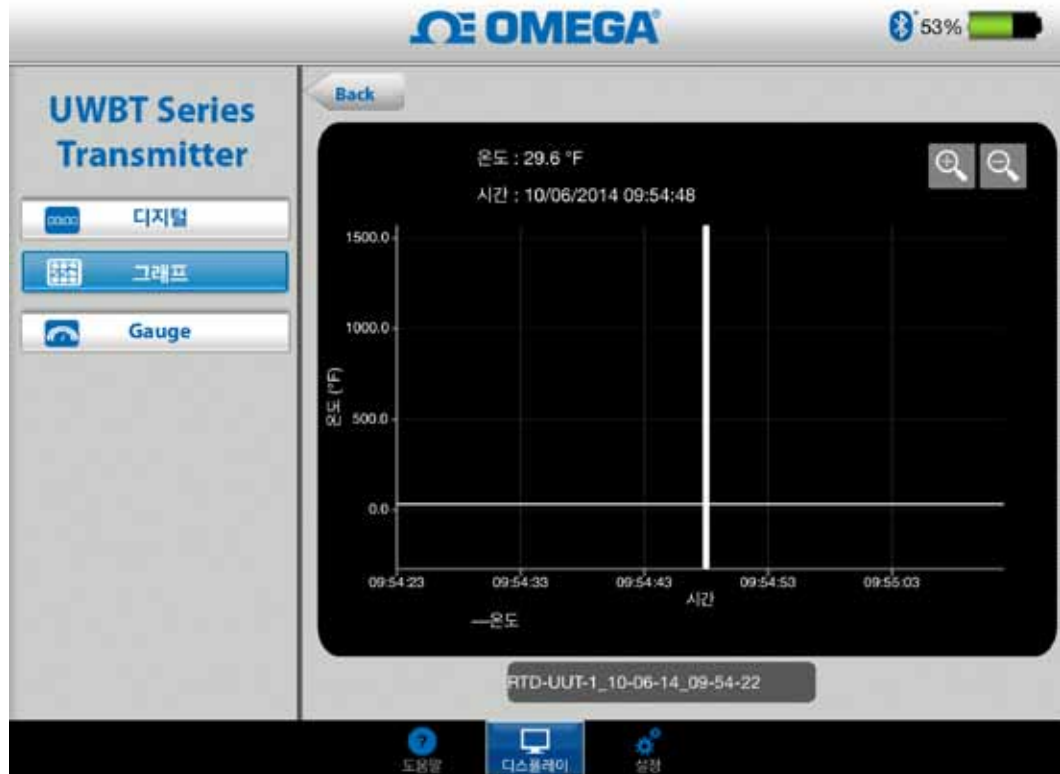 OMEGA
53%
UWBT Series
Transmitter
디지털
그래프
Gauge
Back
온도 : 29.6 °F
시간 : 10/06/2014 09:54:48
1500.0
1000.0
500.0
0.0
온도 (°F)
09:54:23 09:54:33 09:54:43 09:54:53 09:55:03
시간
온도
RTD-UUT-1_10-06-14_09-54-22
도움말 디스플레이 설정